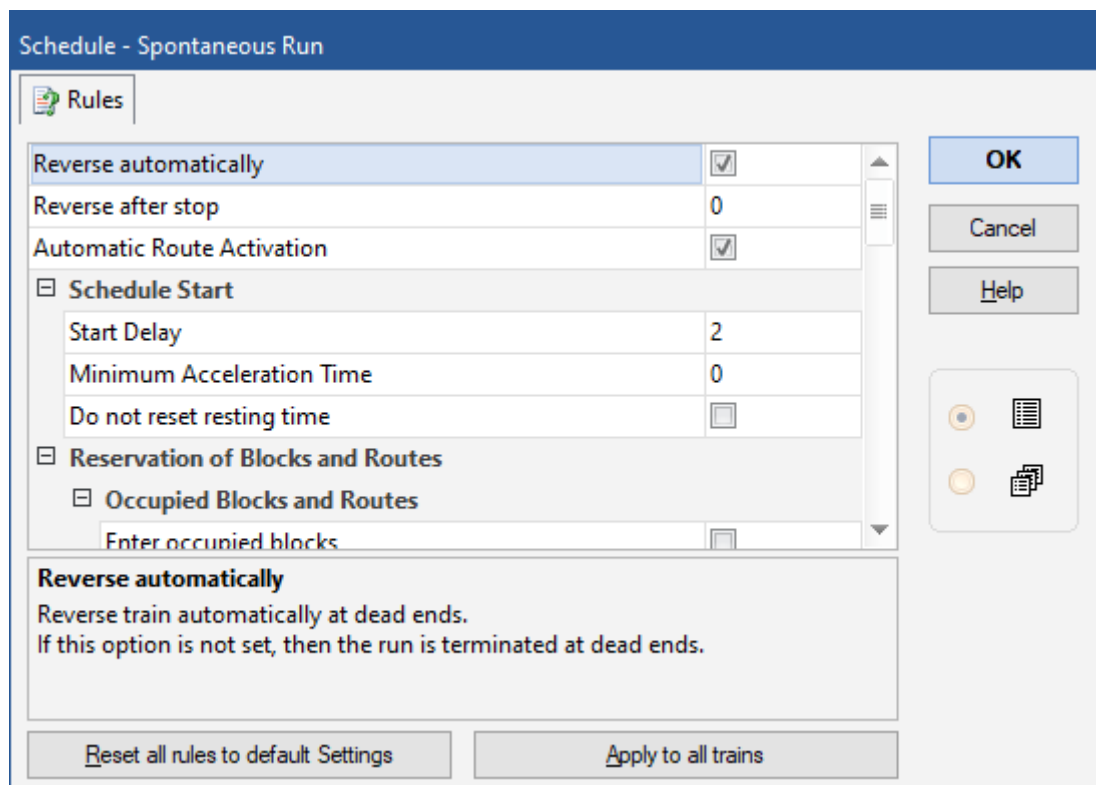 Schedule - Spontaneous Run
Rules
Reverse automatically
Reverse after stop 0
Automatic Route Activation
Schedule Start
Start Delay 2
Minimum Acceleration Time 0
Do not reset resting time
Reservation of Blocks and Routes
Occupied Blocks and Routes
Enter occupied blocks
OK
Cancel
Help
Reverse automatically
Reverse train automatically at dead ends.
If this option is not set, then the run is terminated at dead ends.
Reset all rules to default Settings
Apply to all trains